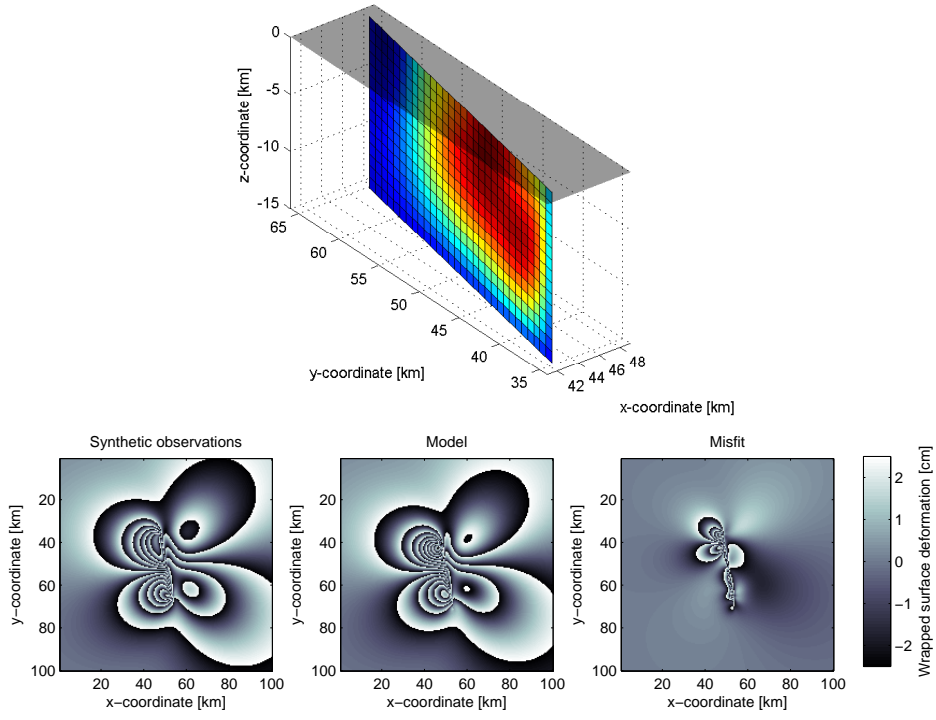 0
-5
-10
-15
z-coordinate [km]
65
60
55
50
45
40
35
y-coordinate [km]
42 44 46 48
x-coordinate [km]
Synthetic observations
Model
Misfit
20
40
60
80
100
y−coordinate [km]
20 40 60 80 100
x−coordinate [km]
20
40
60
80
100
y−coordinate [km]
20 40 60 80 100
x−coordinate [km]
20
40
60
80
100
y−coordinate [km]
20 40 60 80 100
x−coordinate [km]
2
1
0
−1
−2
Wrapped surface deformation [cm]